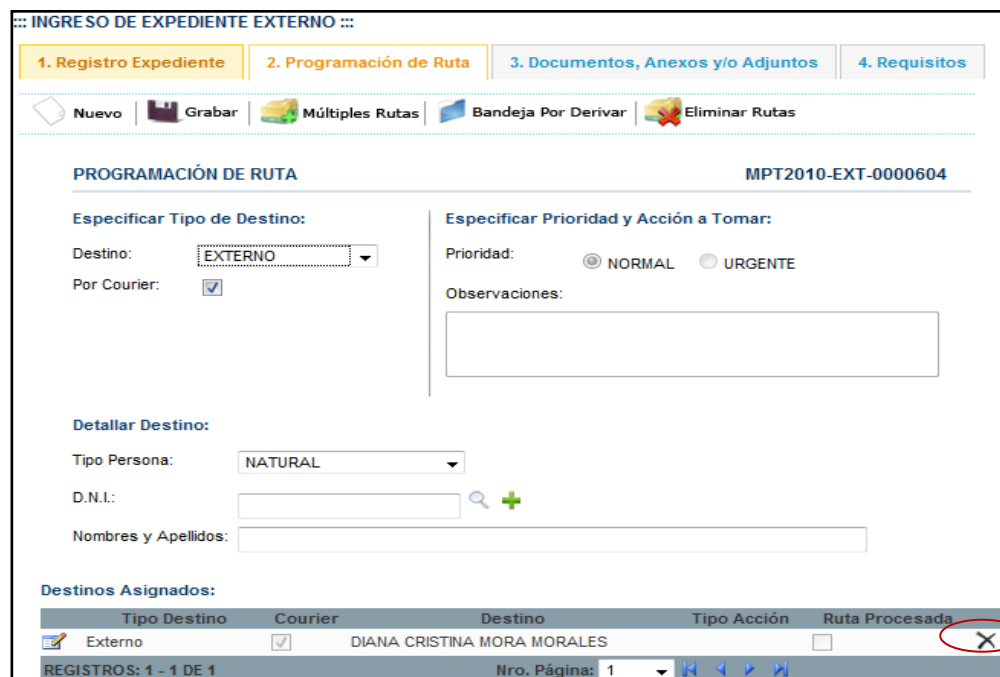 ::: INGRESO DE EXPEDIENTE EXTERNO :::
1. Registro Expediente 2. Programación de Ruta 3. Documentos, Anexos y/o Adjuntos 4. Requisitos
Nuevo Grabar Múltiples Rutas Bandeja Por Derivar Eliminar Rutas
PROGRAMACIÓN DE RUTA MPT2010-EXT-0000604
Especificar Tipo de Destino: Especificar Prioridad y Acción a Tomar:
Destino: EXTERNO Prioridad: NORMAL URGENTE
Por Courier:
Observaciones:
Detallar Destino:
Tipo Persona: NATURAL
D.N.I.:
Nombres y Apellidos:
Destinos Asignados:
Tipo Destino Courier Destino Tipo Acción Ruta Procesada
Externo DIANA CRISTINA MORA MORALES
REGISTROS: 1 - 1 DE 1 Nro. Página: 1